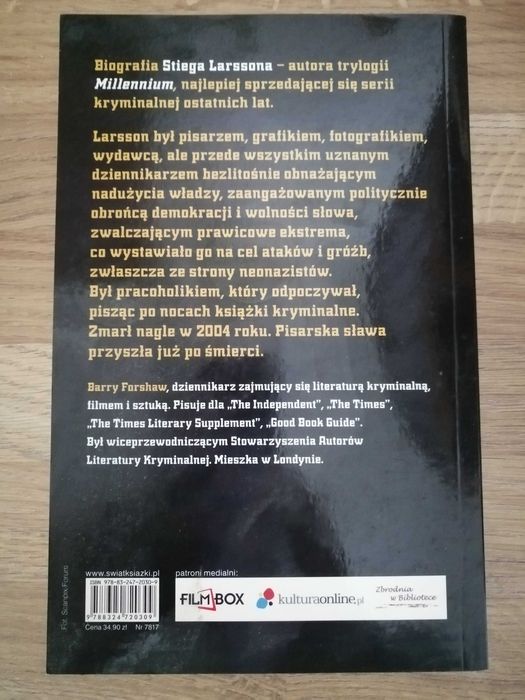 Biografia Stiega Larssona – autora trylogii
Millennium, najlepiej sprzedającej się serii
kryminalnej ostatnich lat.
Larsson był pisarzem, grafikiem, fotografikiem,
wydawcą, ale przede wszystkim uznanym
dziennikarzem bezlitośnie obnażającym
nadużycia władzy, zaangażowanym politycznie
obrońcą demokracji i wolności słowa,
zwalczającym prawicowe ekstrema,
co wystawiało go na cel ataków i gróźb,
zwłaszcza ze strony neonazistów.
Był pracoholikiem, który odpoczywał,
pisząc po nocach książki kryminalne.
Zmarł nagle w 2004 roku. Pisarska sława
przyszła już po śmierci.
Barry Forshaw, dziennikarz zajmujący się literaturą kryminalną,
filmem i sztuką. Pisuje dla „The Independent”, „The Times”,
„The Times Literary Supplement”, „Good Book Guide”.
Był wiceprzewodniczącym Stowarzyszenia Autorów
Literatury Kryminalnej. Mieszka w Londynie.
Fot. Scanpix/Forum
www.swiatksiazki.pl
ISBN 978-83-247-2030-9
9 788324 720309
Cena 34,90 zł Nr 7817
patroni medialni:
FILMBOX
kulturaonline.pl
Zbrodnia
w Bibliotece